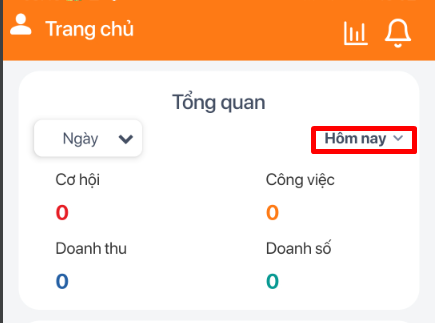 Trang chủ
Tổng quan
Ngày
Hôm nay
Cơ hội
Công việc
0
0
Doanh thu
Doanh số
0
0